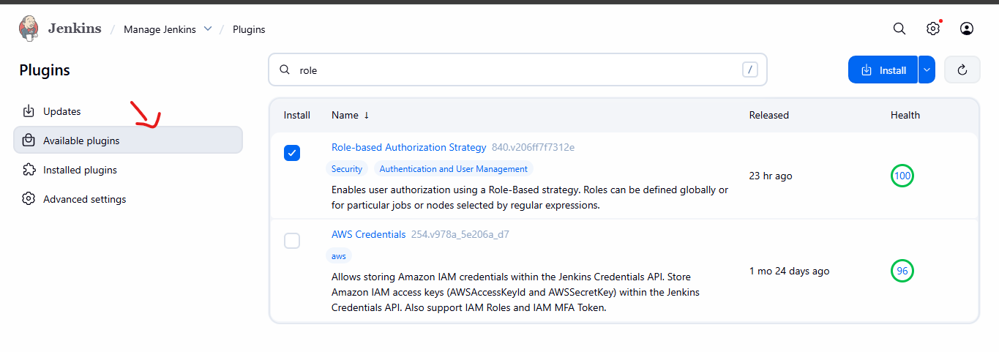 Jenkins / Manage Jenkins / Plugins
Plugins
role
/
Install
Updates
Available plugins
Installed plugins
Advanced settings
Install Name ↓ Released Health
Role-based Authorization Strategy 840.v206ff7f7312e
Security Authentication and User Management
Enables user authorization using a Role-Based strategy. Roles can be defined globally or
for particular jobs or nodes selected by regular expressions.
23 hr ago
100
AWS Credentials 254.v978a_5e206a_d7
aws
Allows storing Amazon IAM credentials within the Jenkins Credentials API. Store
Amazon IAM access keys (AWSAccessKeyId and AWSSecretKey) within the Jenkins
Credentials API. Also support IAM Roles and IAM MFA Token.
1 mo 24 days ago
96